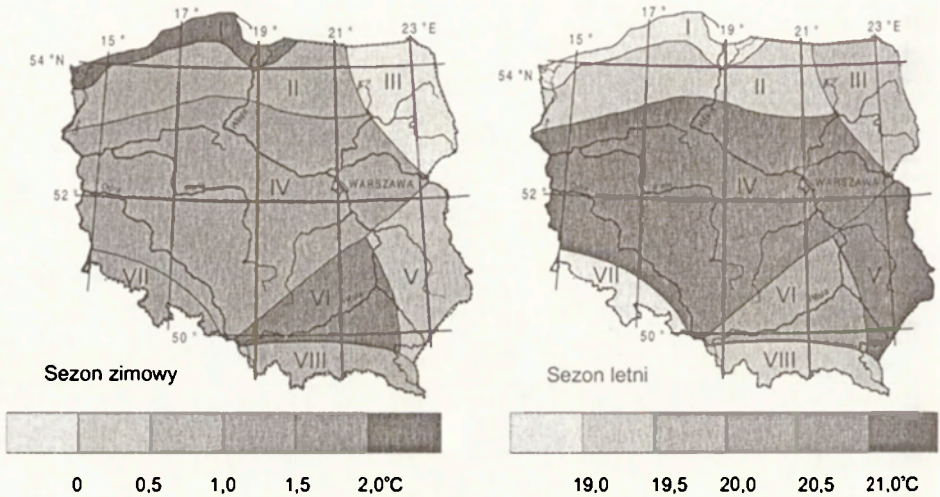 17° 19° 21° 23° E
15°
54 °N
I
II
III
52 °
IV
WARSZAWA
V
VI
VII
50 °
VIII
Sezon zimowy
0 0,5 1,0 1,5 2,0°C
17° 19° 21° 23° E
15°
54 °N
I
II
III
52 °
IV
WARSZAWA
V
VI
VII
50 °
VIII
Sezon letni
19,0 19,5 20,0 20,5 21,0°C